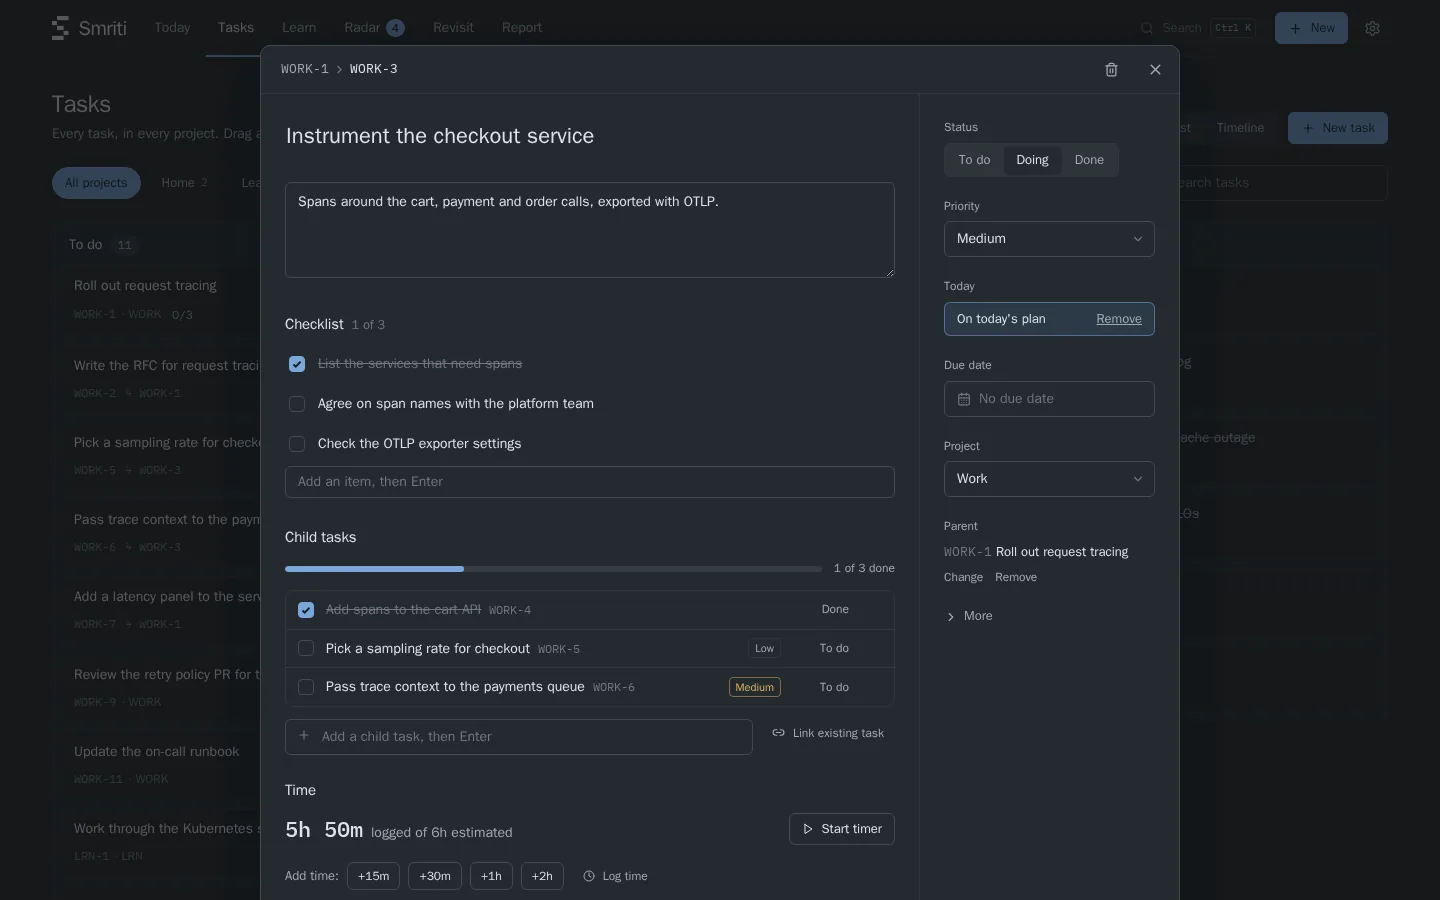 Smriti
Today
Tasks
Learn
Radar 4
Revisit
Report
Search Ctrl K
New
Tasks
Every task, in every project. Drag
Timeline
New task
All projects
Home 2
To do 11
Roll out request tracing
WORK-1 · WORK 0/3
Write the RFC for request
WORK-2 ↳ WORK-1
Pick a sampling rate for
WORK-5 ↳ WORK-3
Pass trace context to the
WORK-6 ↳ WORK-3
Add a latency panel to the
WORK-7 ↳ WORK-1
Review the retry policy PR for
WORK-9 · WORK
Update the on-call runbook
WORK-11 · WORK
Work through the Kubernetes
LRN-1 · LRN
tasks
outage
WORK-1 > WORK-3
Instrument the checkout service
Spans around the cart, payment and order calls, exported with OTLP.
Checklist 1 of 3
List the services that need spans
Agree on span names with the platform team
Check the OTLP exporter settings
Add an item, then Enter
Child tasks
1 of 3 done
Add spans to the cart API WORK-4 Done
Pick a sampling rate for checkout WORK-5 Low To do
Pass trace context to the payments queue WORK-6 Medium To do
Add a child task, then Enter
Link existing task
Time
5h 50m logged of 6h estimated
Start timer
Add time: +15m +30m +1h +2h Log time
Status
To do Doing Done
Priority
Medium
Today
On today's plan Remove
Due date
No due date
Project
Work
Parent
WORK-1 Roll out request tracing
Change Remove
More